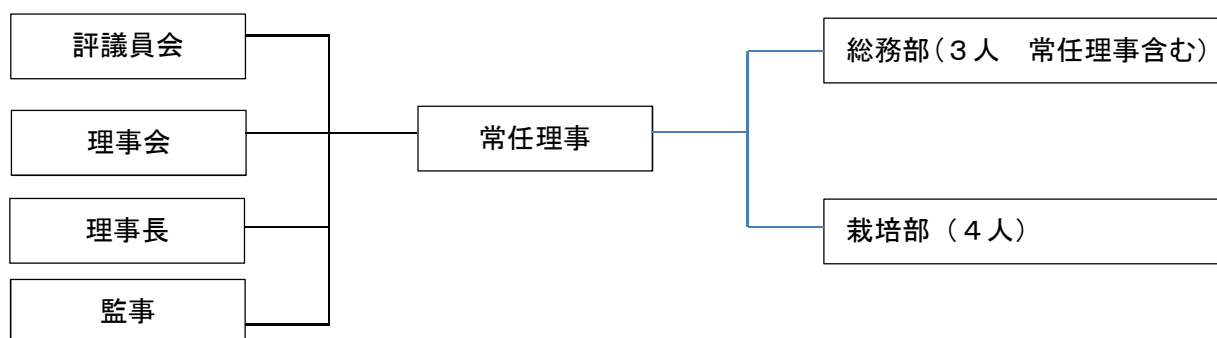 評議員会
理事会
理事長
監事
常任理事
総務部（３人　常任理事含む）
栽培部（４人）